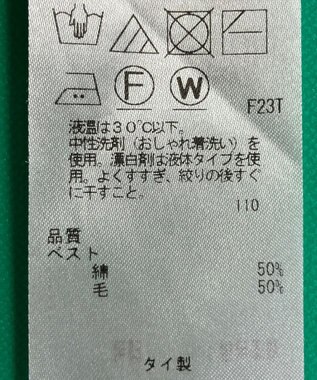 F W
F23T
液温は30℃以下。
中性洗剤（おしゃれ着洗い）を
使用。漂白剤は液体タイプを使
用。よくすすぎ、絞りの後すぐ
に干すこと。
110
品質
ベスト
綿 50%
毛 50%
タイ製